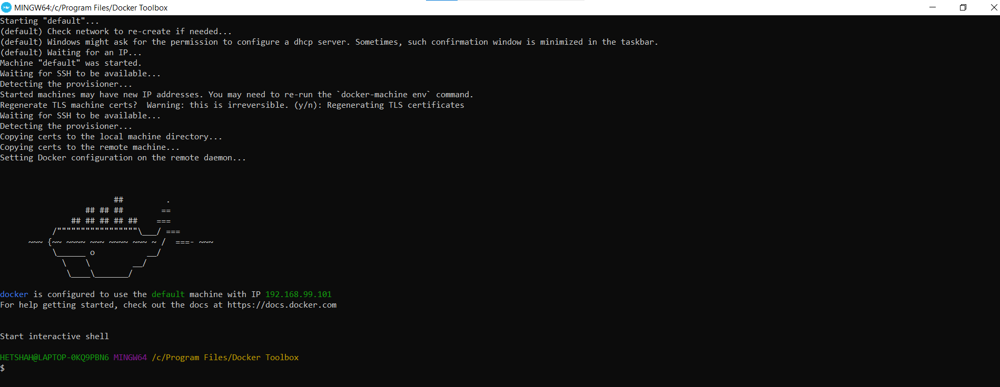 MINGW64:/c/Program Files/Docker Toolbox
Starting "default"...
(default) Check network to re-create if needed...
(default) Windows might ask for the permission to configure a dhcp server. Sometimes, such confirmation window is minimized in the taskbar.
(default) Waiting for an IP...
Machine "default" was started.
Waiting for SSH to be available...
Detecting the provisioner...
Started machines may have new IP addresses. You may need to re-run the `docker-machine env` command.
Regenerate TLS machine certs?  Warning: this is irreversible. (y/n): Regenerating TLS certificates
Waiting for SSH to be available...
Detecting the provisioner...
Copying certs to the local machine directory...
Copying certs to the remote machine...
Setting Docker configuration on the remote daemon...
                        ##         .
                  ## ## ##        ==
               ## ## ## ## ##    ===
           /"""""""""""""""""\___/ ===
      ~~~ {~~ ~~~~ ~~~ ~~~~ ~~~ ~ /  ===- ~~~
           \______ o           __/
             \    \         __/
              \____\_______/
docker is configured to use the default machine with IP 192.168.99.101
For help getting started, check out the docs at https://docs.docker.com
Start interactive shell
HETSHAH@LAPTOP-0KQ9PBN6 MINGW64 /c/Program Files/Docker Toolbox
$